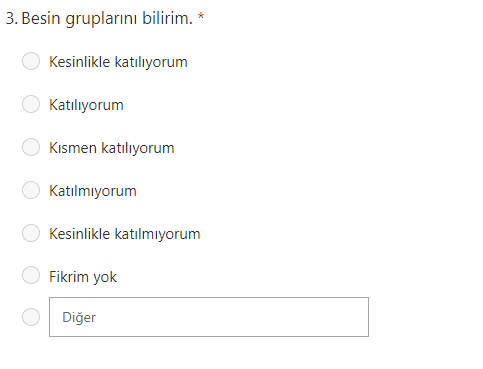 3. Besin gruplarını bilirim. *
Kesinlikle katılıyorum
Katılıyorum
Kısmen katılıyorum
Katılmıyorum
Kesinlikle katılmıyorum
Fikrim yok
Diğer